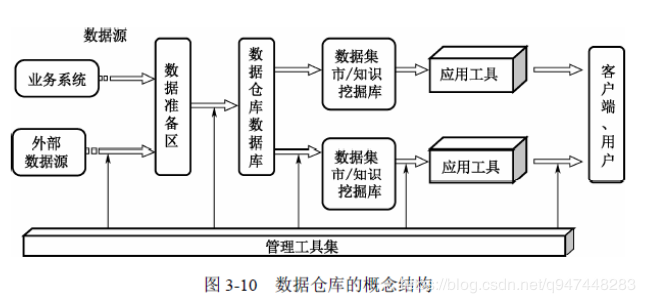 数据源
业务系统
外部
数据源
数据准备区
数据仓库数据库
数据集
市/知识
挖掘库
应用工具
数据集
市/知识
挖掘库
应用工具
客户端、用户
管理工具集
图 3-10 数据仓库的概念结构
https://blog.csdn.net/q947448283